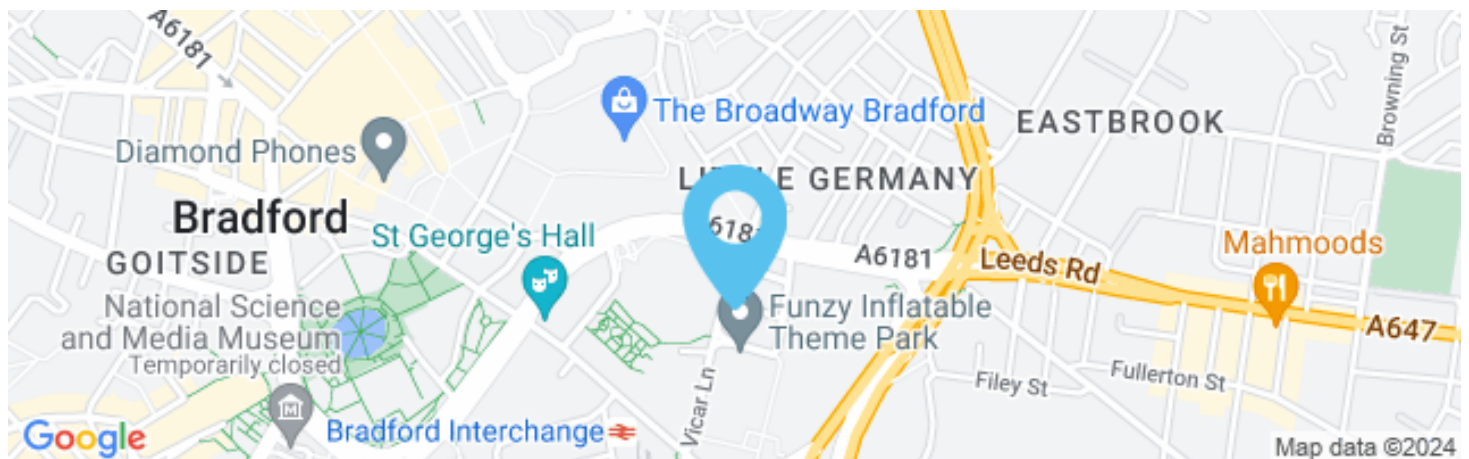 A6181
Browning St
The Broadway Bradford
EASTBROOK
Diamond Phones
GERMANY
Bradford
A6181
St George's Hall
Mahmoods
GOITSIDE
Leeds Rd
National Science
and Media Museum
Temporarily closed
Funzy Inflatable
Theme Park
A647
Fullerton St
Filey St
Vicar Ln
Bradford Interchange
Google
Map data ©2024